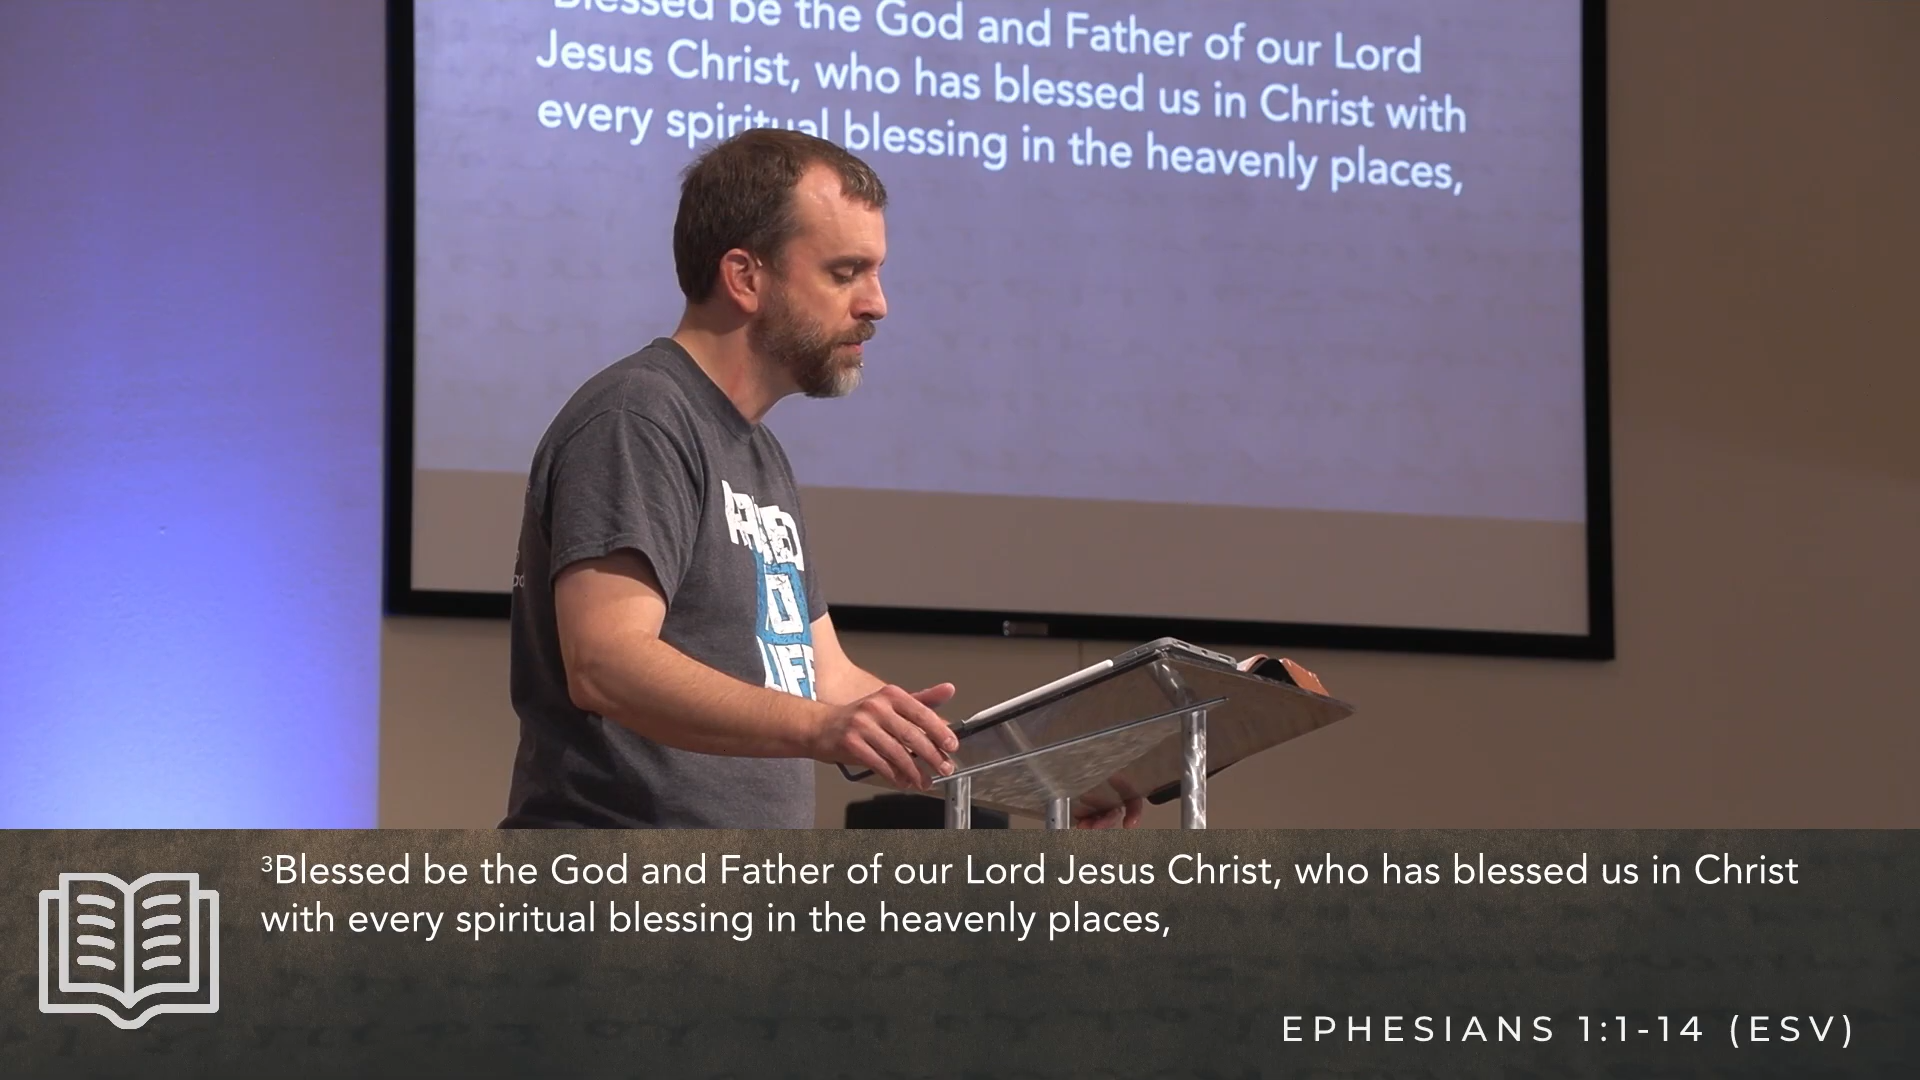 Blessed be the God and Father of our Lord
Jesus Christ, who has blessed us in Christ with
every spiritual blessing in the heavenly places,
LIFE
³Blessed be the God and Father of our Lord Jesus Christ, who has blessed us in Christ
with every spiritual blessing in the heavenly places,
EPHESIANS 1:1-14 (ESV)